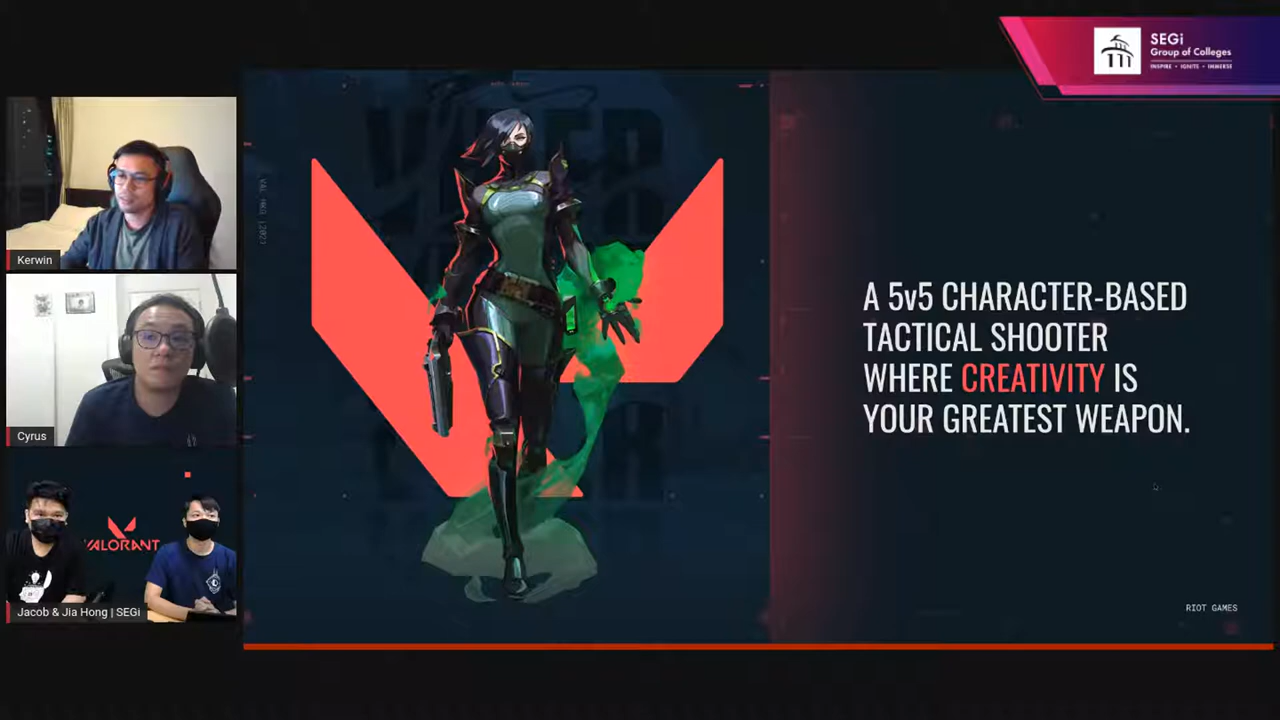 SEGi
Group of Colleges
INSPIRE • IGNITE • IMMERSE
Kerwin
Cyrus
VALORANT
Jacob & Jia Hong | SEGi
A 5v5 CHARACTER-BASED
TACTICAL SHOOTER
WHERE CREATIVITY IS
YOUR GREATEST WEAPON.
RIOT GAMES